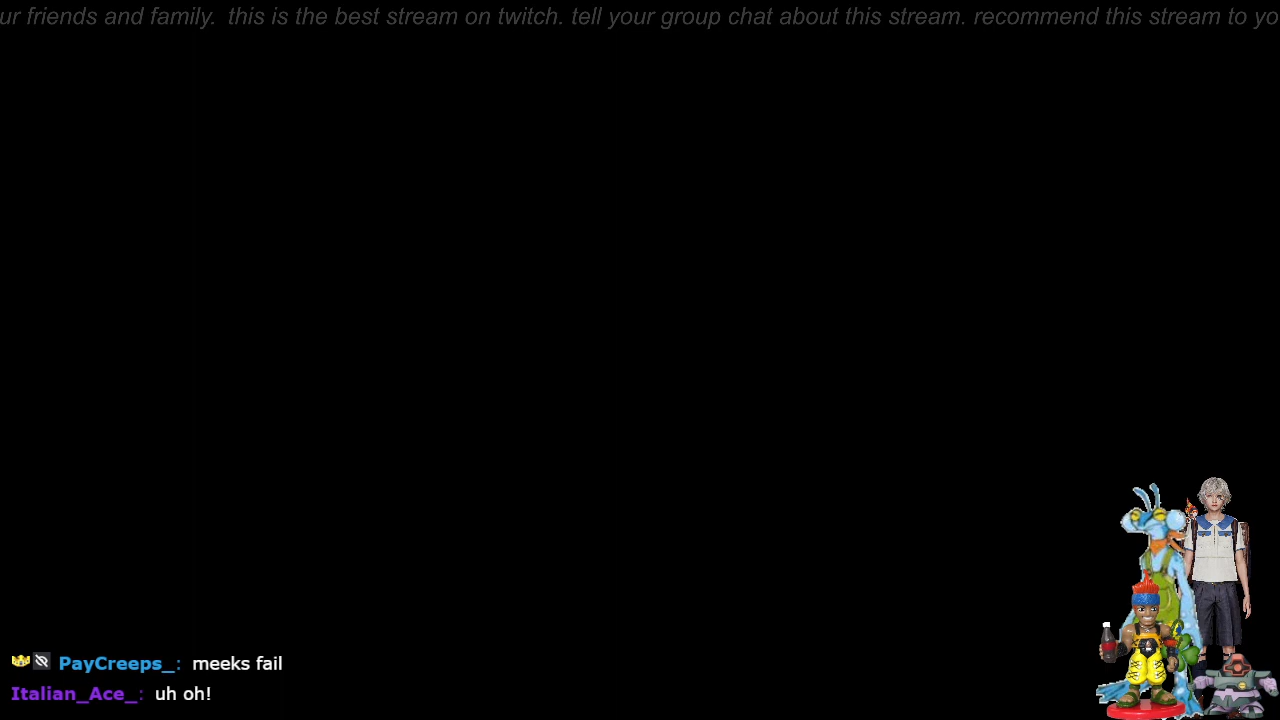 ur friends and family.  this is the best stream on twitch. tell your group chat about this stream. recommend this stream to yo
PayCreeps_: meeks fail
Italian_Ace_: uh oh!